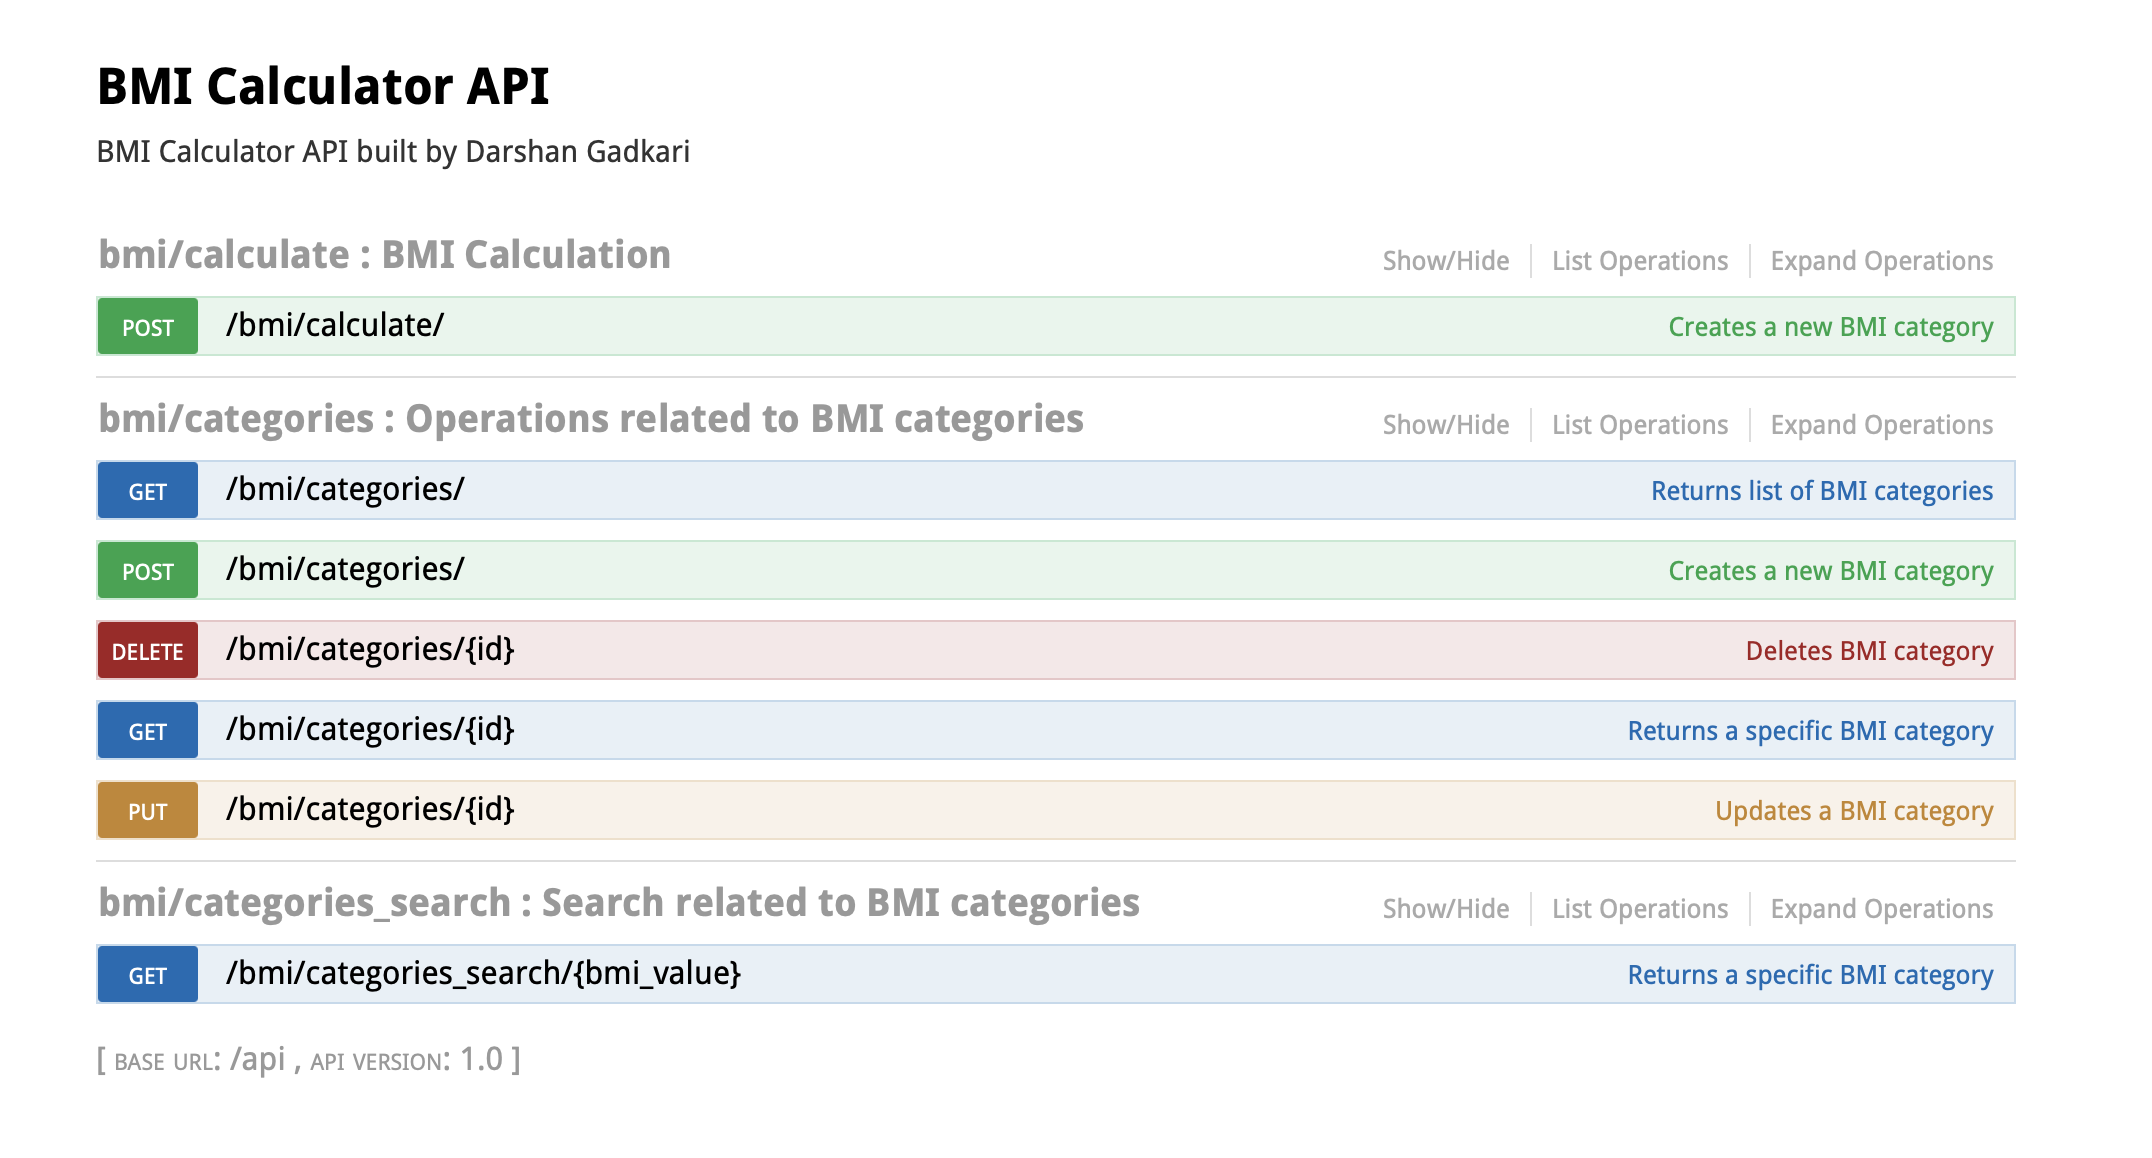 BMI Calculator API
BMI Calculator API built by Darshan Gadkari
bmi/calculate : BMI Calculation Show/Hide List Operations Expand Operations
POST /bmi/calculate/ Creates a new BMI category
bmi/categories : Operations related to BMI categories Show/Hide List Operations Expand Operations
GET /bmi/categories/ Returns list of BMI categories
POST /bmi/categories/ Creates a new BMI category
DELETE /bmi/categories/{id} Deletes BMI category
GET /bmi/categories/{id} Returns a specific BMI category
PUT /bmi/categories/{id} Updates a BMI category
bmi/categories_search : Search related to BMI categories Show/Hide List Operations Expand Operations
GET /bmi/categories_search/{bmi_value} Returns a specific BMI category
[ BASE URL: /api , API VERSION: 1.0 ]